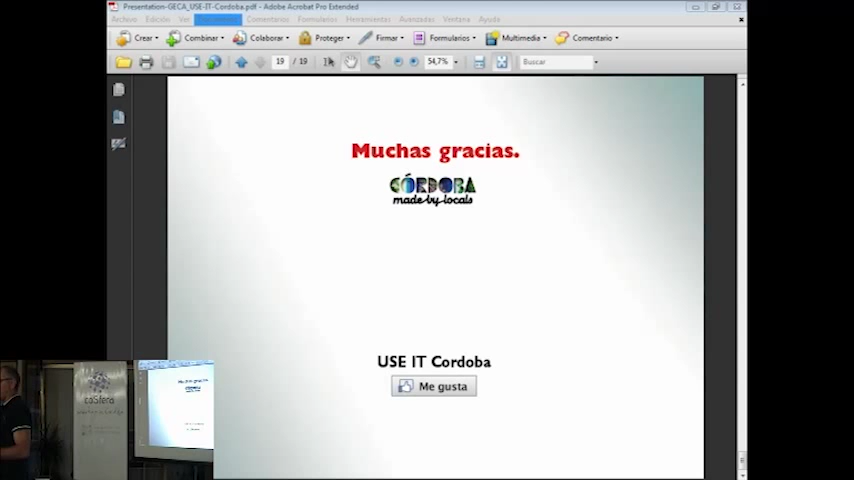 Presentation-GECA_USE-IT-Cordoba.pdf - Adobe Acrobat Pro Extended
Archivo Edición Ver Documento Comentarios Formularios Herramientas Avanzadas Ventana Ayuda
Crear Combinar Colaborar Proteger Firmar Formularios Multimedia Comentario
19 / 19 54,7% Buscar
Muchas gracias.
CÓRDOBA
made by locals
USE IT Cordoba
Me gusta
Muchas gracias.